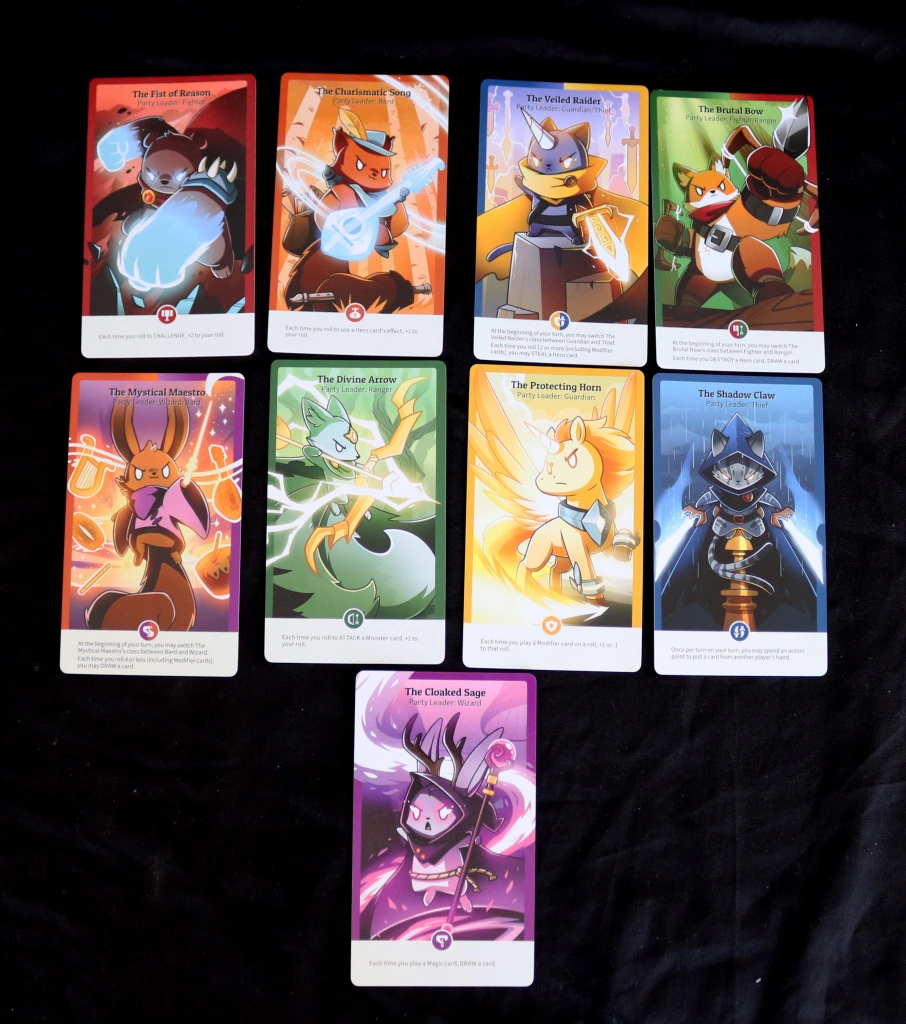 The Fist of Reason
Party Leader: Fighter
Each time you roll to CHALLENGE, +2 to your roll.
The Charismatic Song
Party Leader: Bard
Each time you roll to use a Hero card's effect, +1 to
your roll.
The Veiled Raider
Party Leader: Guardian/Thief
At the beginning of your turn, you may switch The
Veiled Raider's class between Guardian and Thief.
Each time you roll 12 or more (including Modifier
cards), you may STEAL a Hero card.
The Brutal Bow
Party Leader: Fighter/Ranger
At the beginning of your turn, you may switch The
Brutal Bow's class between Fighter and Ranger.
Each time you DESTROY a Hero card, DRAW a card.
The Mystical Maestro
Party Leader: Wizard/Bard
At the beginning of your turn, you may switch The
Mystical Maestro's class between Bard and Wizard.
Each time you roll 4 or less (including Modifier cards),
you may DRAW a card.
The Divine Arrow
Party Leader: Ranger
Each time you roll to ATTACK a Monster card, +1 to
your roll.
The Protecting Horn
Party Leader: Guardian
Each time you play a Modifier card on a roll, +1 or -1
to that roll.
The Shadow Claw
Party Leader: Thief
Once per turn on your turn, you may spend an action
point to pull a card from another player's hand.
The Cloaked Sage
Party Leader: Wizard
Each time you play a Magic card, DRAW a card.